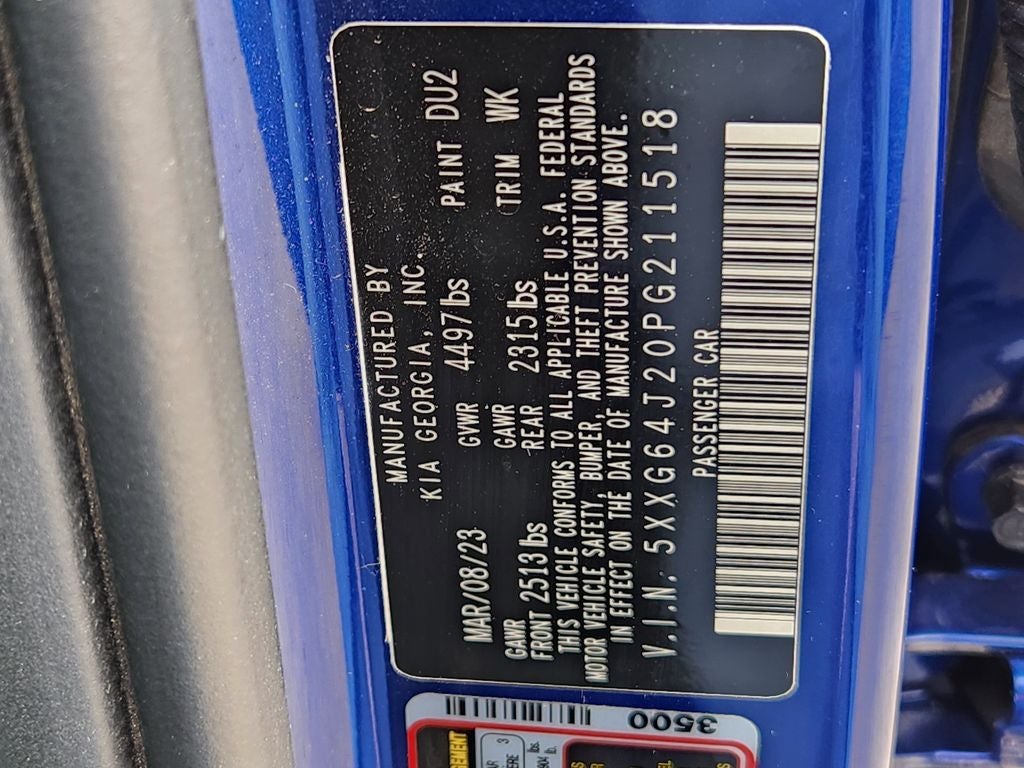 MANUFACTURED BY
KIA GEORGIA, INC.
MAR/08/23 GVWR 4497lbs PAINT DU2
GAWR FRONT 2513lbs GAWR REAR 2315lbs TRIM WK
THIS VEHICLE CONFORMS TO ALL APPLICABLE U.S.A. FEDERAL
MOTOR VEHICLE SAFETY, BUMPER, AND THEFT PREVENTION STANDARDS
IN EFFECT ON THE DATE OF MANUFACTURE SHOWN ABOVE.
V.I.N: 5XXG64J20PG211518
PASSENGER CAR
3500